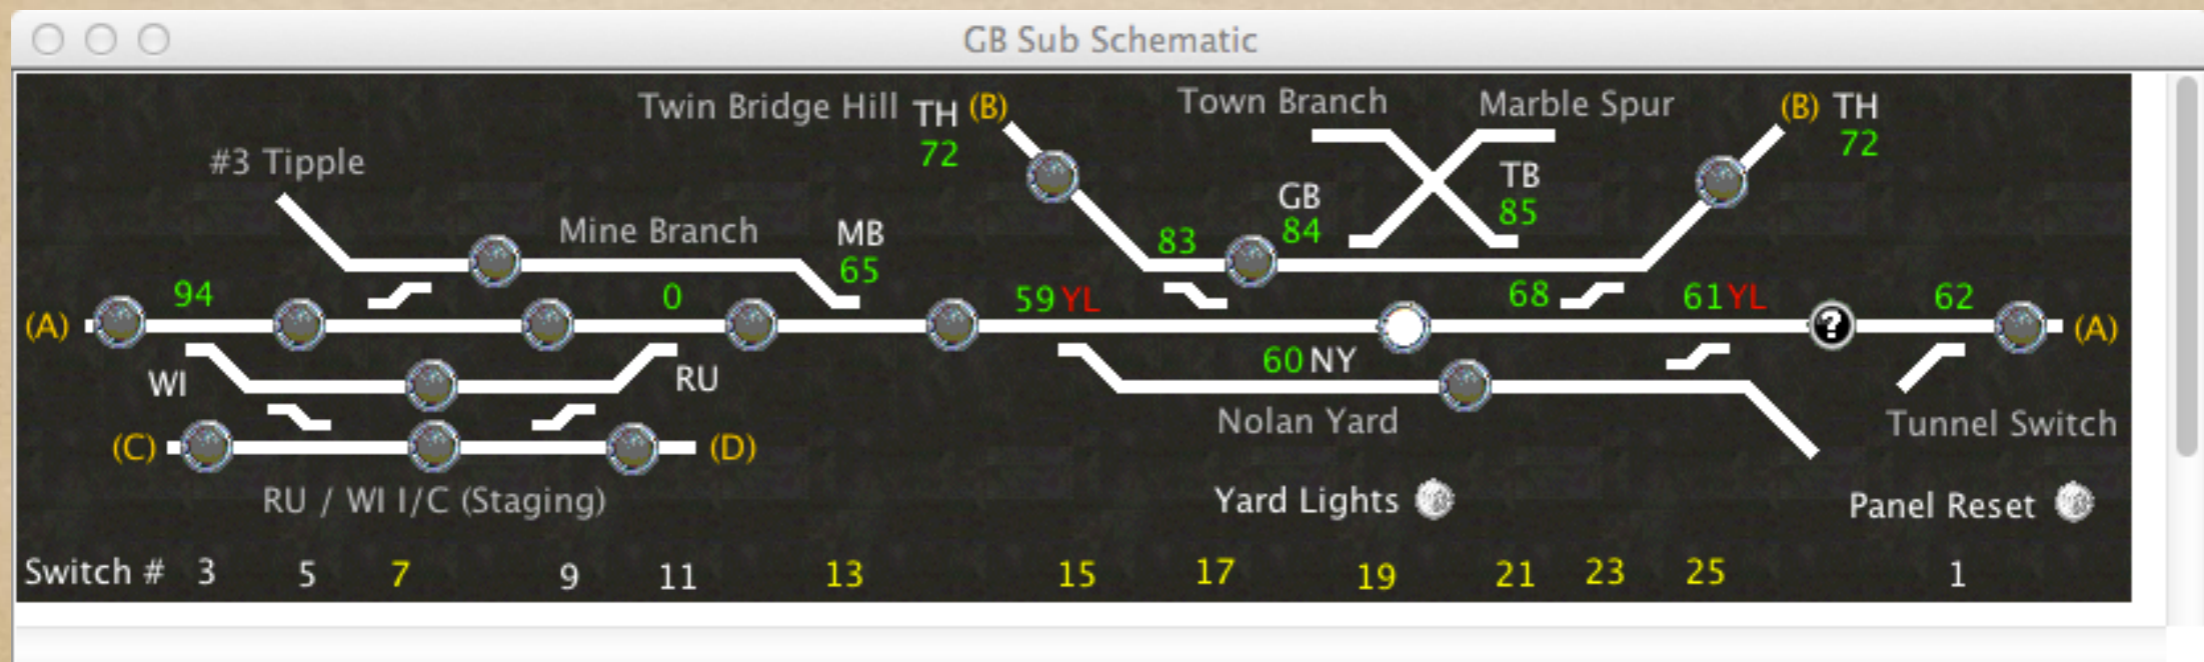 GB Sub Schematic
Twin Bridge Hill TH (B) Town Branch Marble Spur (B) TH
72 72
#3 Tipple
TB
85
GB
84
Mine Branch MB 83
65
94 0 59 YL 68 61 YL 62
(A) ? (A)
60 NY
WI RU
Nolan Yard Tunnel Switch
(C) (D)
RU / WI I/C (Staging) Yard Lights Panel Reset
Switch # 3 5 7 9 11 13 15 17 19 21 23 25 1